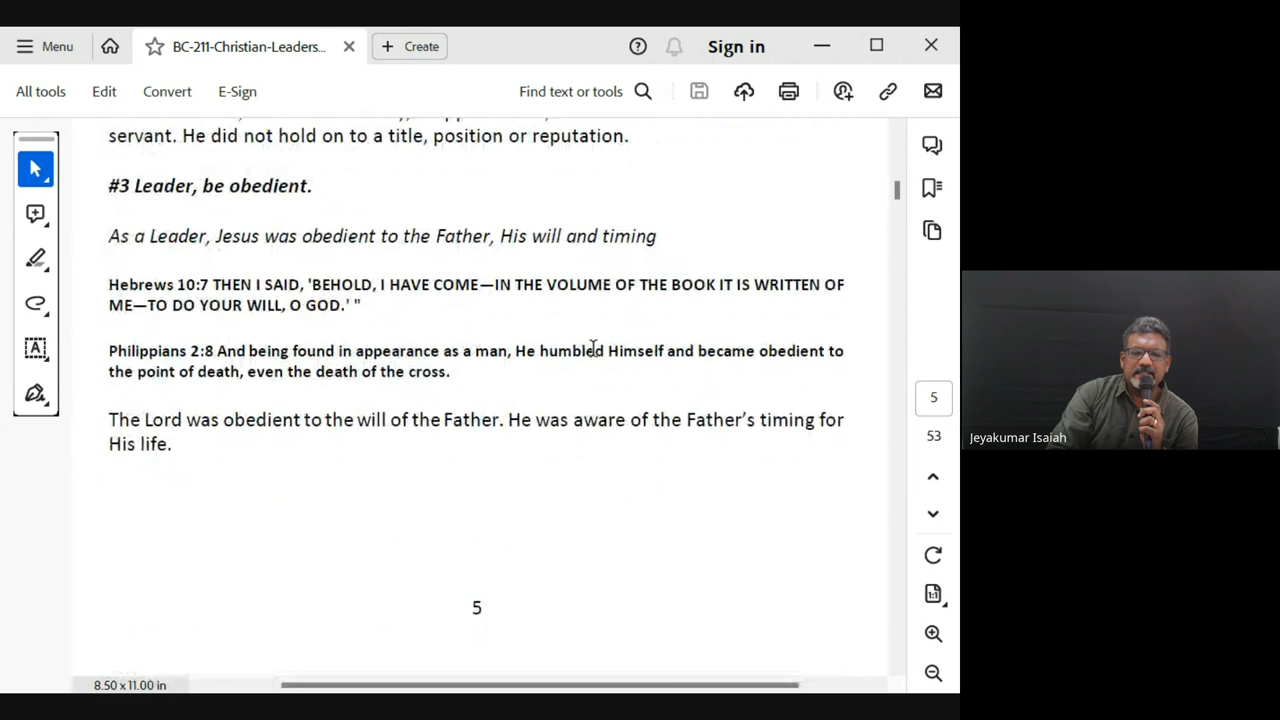 Menu
BC-211-Christian-Leaders...
Create
Sign in
All tools
Edit
Convert
E-Sign
Find text or tools
servant. He did not hold on to a title, position or reputation.
#3 Leader, be obedient.
As a Leader, Jesus was obedient to the Father, His will and timing
Hebrews 10:7 THEN I SAID, 'BEHOLD, I HAVE COME—IN THE VOLUME OF THE BOOK IT IS WRITTEN OF
ME—TO DO YOUR WILL, O GOD.' "
Philippians 2:8 And being found in appearance as a man, He humbled Himself and became obedient to
the point of death, even the death of the cross.
The Lord was obedient to the will of the Father. He was aware of the Father's timing for
His life.
5
5
53
1:1
8.50 x 11.00 in
Jeyakumar Isaiah